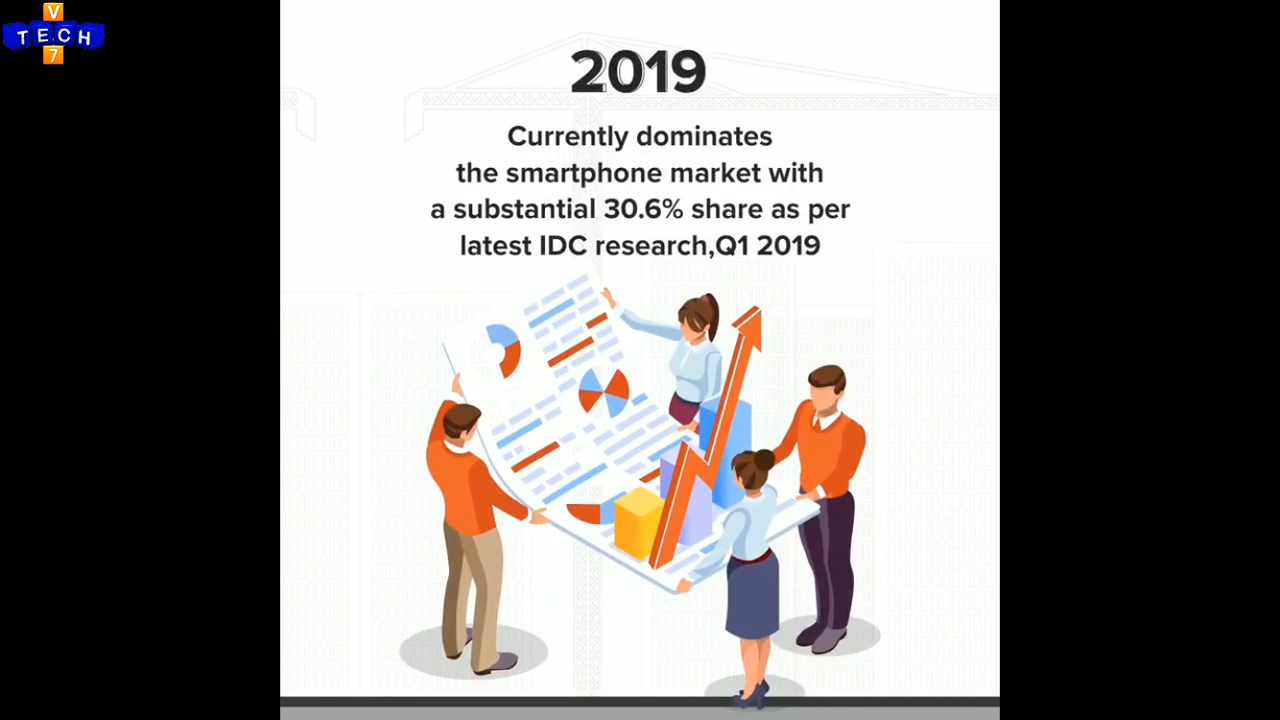 V
TECH
7
2019
Currently dominates
the smartphone market with
a substantial 30.6% share as per
latest IDC research,Q1 2019